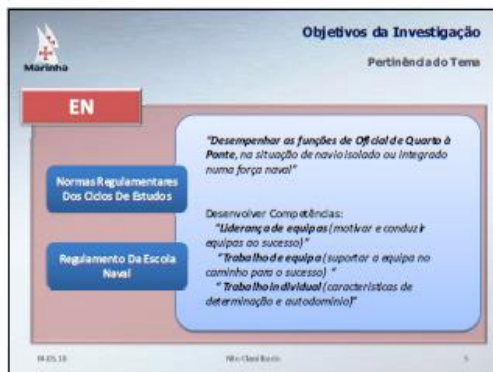 Objetivos da Investigação
Marinha
Pertinência do Tema
EN
"Desempenhar as funções de Oficial de Quarto à
Ponte, na situação de navio isolado ou integrado
numa força naval"
Normas Regulamentares
Dos Ciclos De Estudos
Desenvolver Competências:
"Liderança de equipas (motivar e conduzir
equipas ao sucesso)"
"Trabalho de equipa (suportar a equipa no
caminho para o sucesso) "
" Trabalho individual (características de
determinação e autodomínio)"
Regulamento Da Escola
Naval
Não Classificado